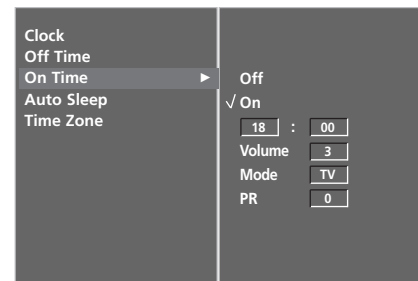 Clock
Off Time
On Time ►
Auto Sleep
Time Zone
Off
√ On
18 : 00
Volume 3
Mode TV
PR 0